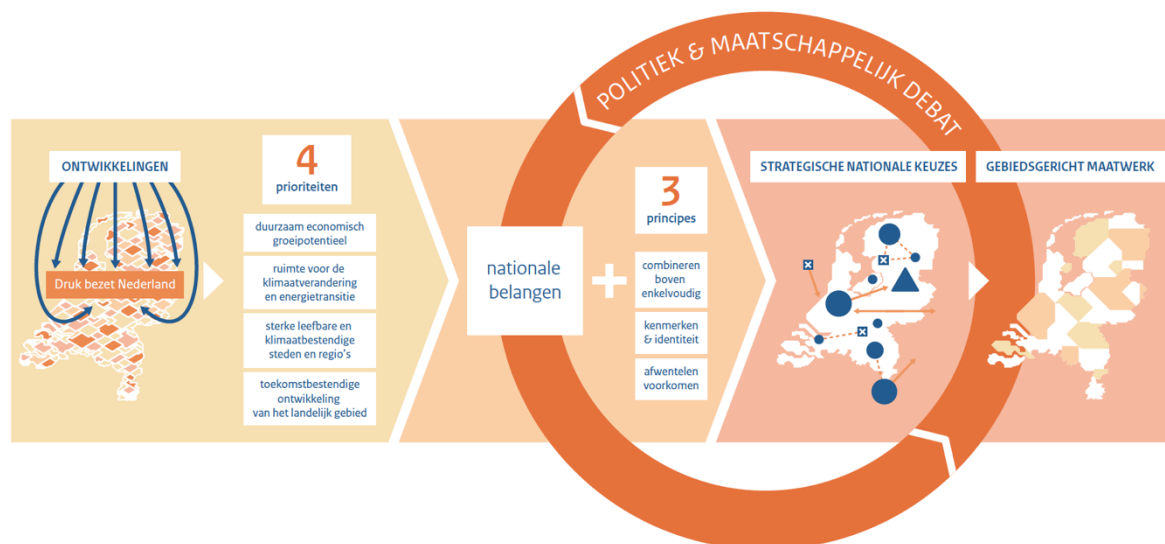 POLITIEK & MAATSCHAPPELIJK DEBAT
ONTWIKKELINGEN
Druk bezet Nederland
4
prioriteiten
duurzaam economisch
groeipotentieel
ruimte voor de
klimaatverandering
en energietransitie
sterke leefbare en
klimaatbestendige
steden en regio's
toekomstbestendige
ontwikkeling
van het landelijk gebied
nationale
belangen
3
principes
combineren
boven
enkelvoudig
kenmerken
& identiteit
afwentelen
voorkomen
STRATEGISCHE NATIONALE KEUZES
GEBIEDSGERICHT MAATWERK